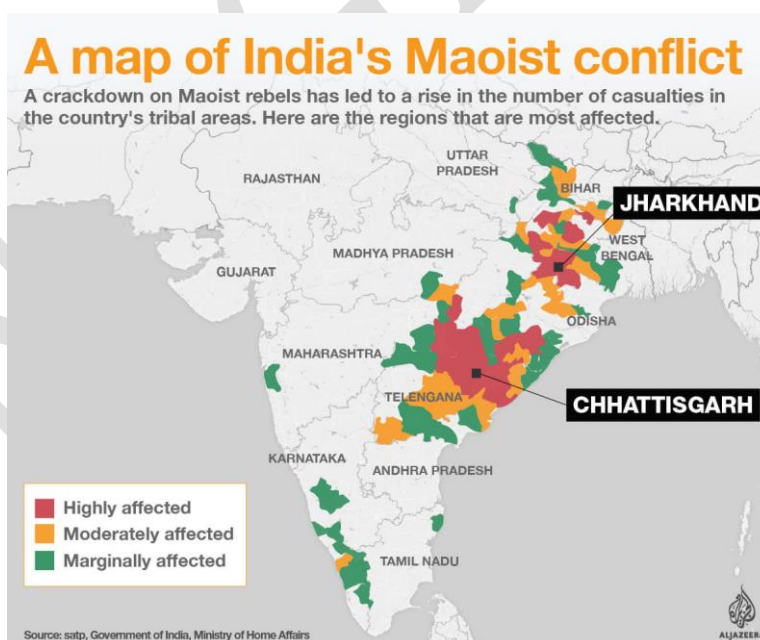 A map of India's Maoist conflict
A crackdown on Maoist rebels has led to a rise in the number of casualties in
the country's tribal areas. Here are the regions that are most affected.
UTTAR
PRADESH
RAJASTHAN
BIHAR
JHARKHAND
WEST
BENGAL
MADHYA PRADESH
GUJARAT
ODISHA
MAHARASHTRA
CHHATTISGARH
TELENGANA
KARNATAKA
ANDHRA PRADESH
Highly affected
Moderately affected
Marginally affected
TAMIL NADU
Source: satp, Government of India, Ministry of Home Affairs
ALJAZEERA